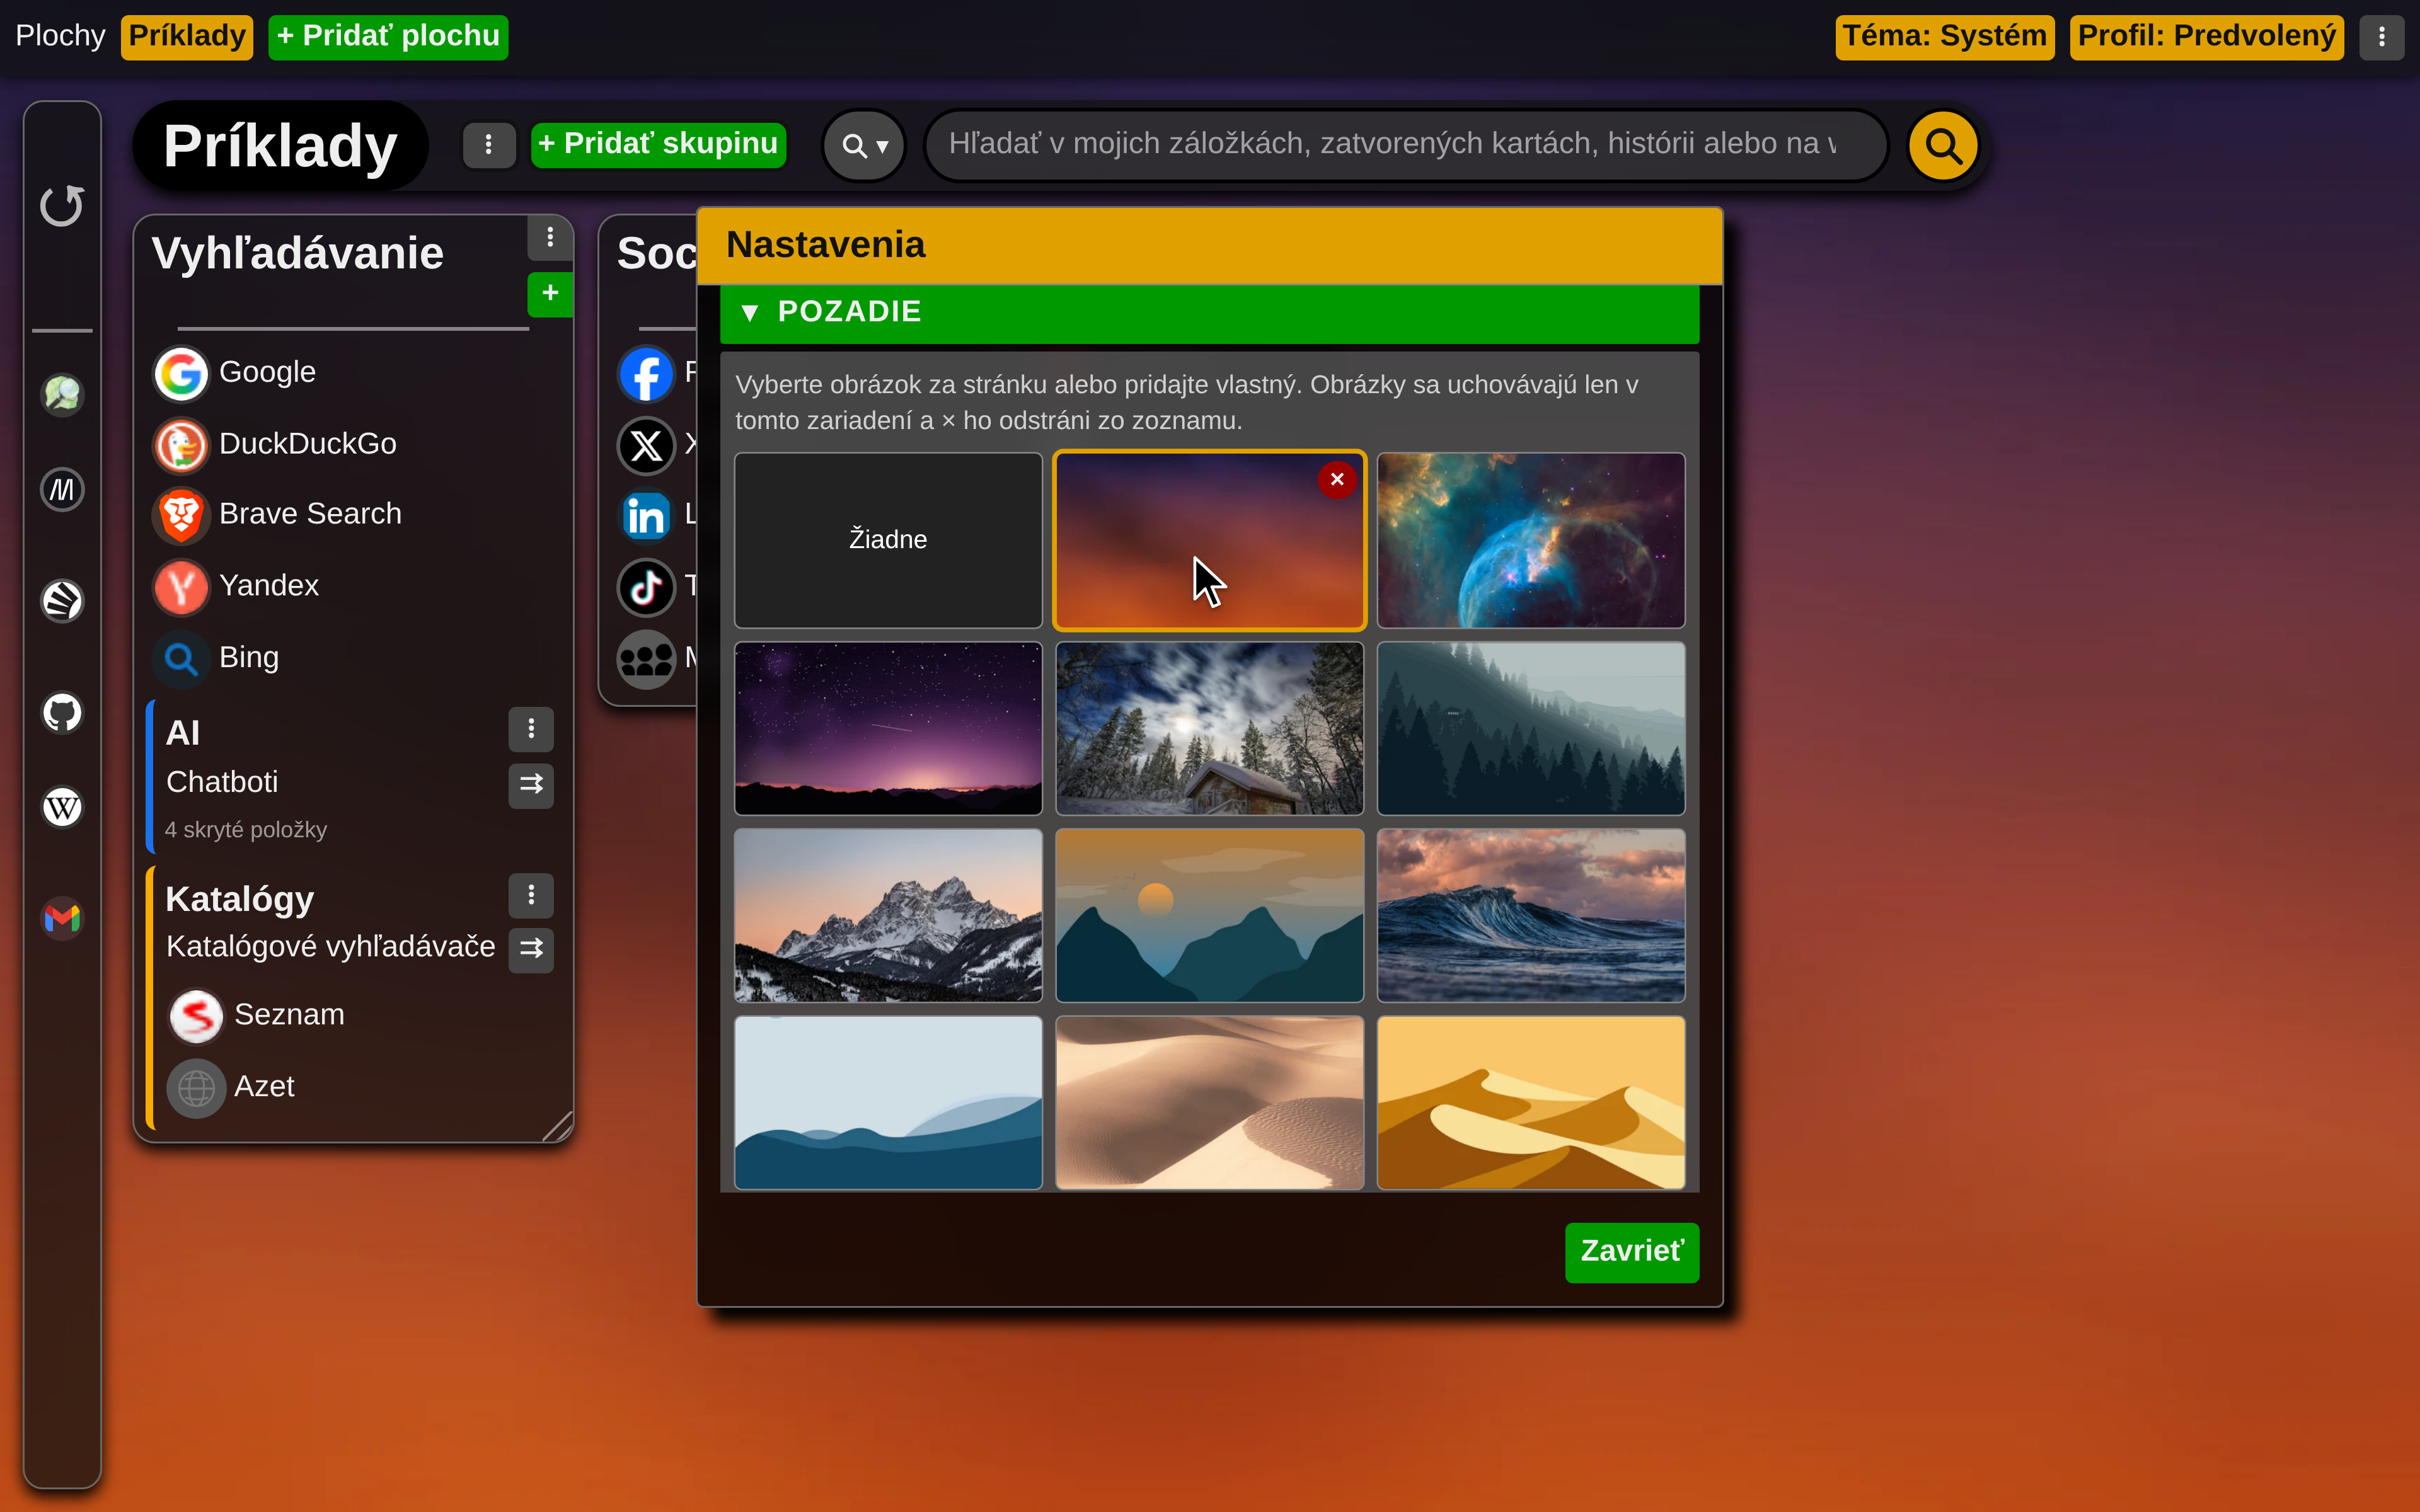 Plochy
Príklady
+ Pridať plochu
Téma: Systém
Profil: Predvolený
Príklady
+ Pridať skupinu
Hľadať v mojich záložkách, zatvorených kartách, histórii alebo na
Vyhľadávanie
+
Google
DuckDuckGo
Brave Search
Yandex
Bing
AI
Chatboti
4 skryté položky
Katalógy
Katalógové vyhľadávače
Seznam
Azet
Soc
F
X
L
T
M
Nastavenia
▼ POZADIE
Vyberte obrázok za stránku alebo pridajte vlastný. Obrázky sa uchovávajú len v
tomto zariadení a × ho odstráni zo zoznamu.
Žiadne
×
Zavrieť